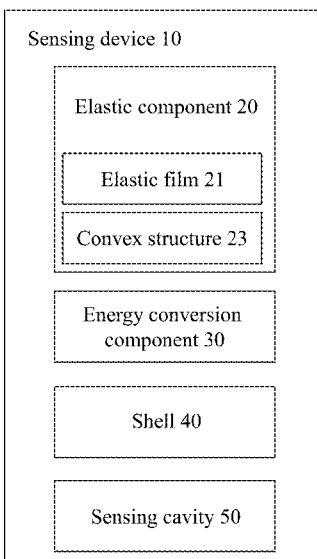 Sensing device 10
Elastic component 20
Elastic film 21
Convex structure 23
Energy conversion
component 30
Shell 40
Sensing cavity 50